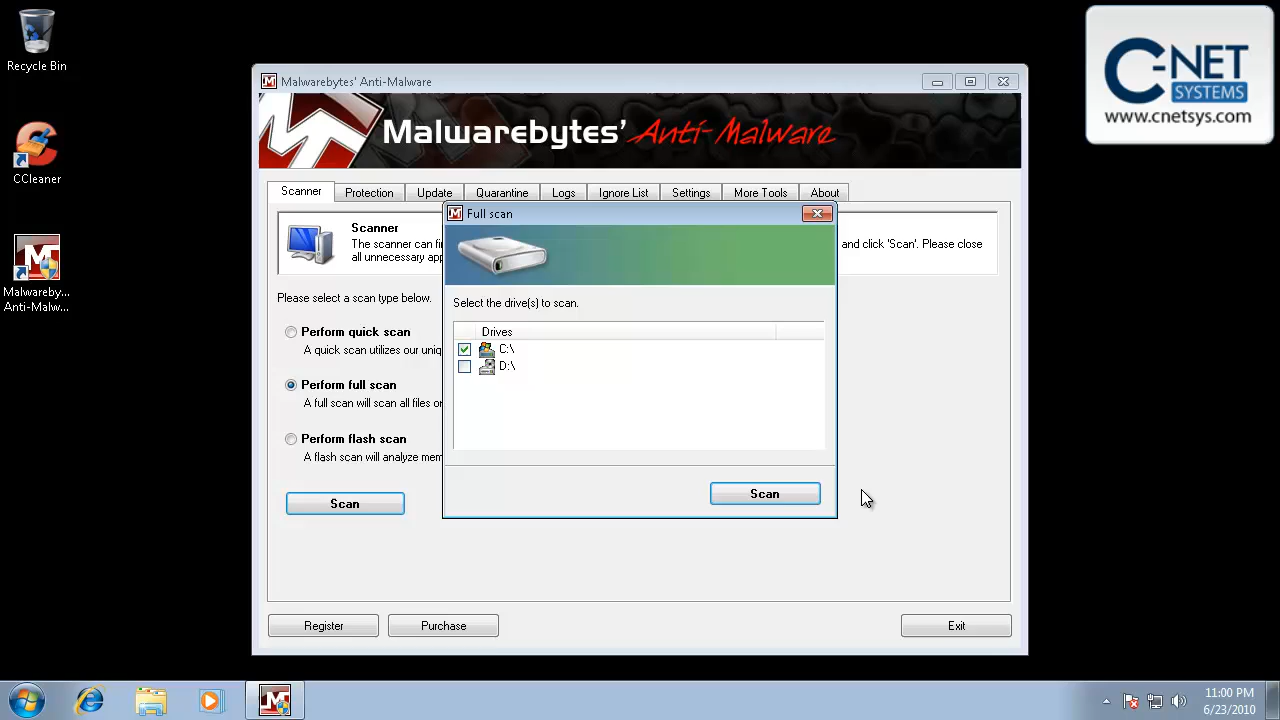 Recycle Bin
CCleaner
Malwareby...
Anti-Malw...
C-NET
SYSTEMS
www.cnetsys.com
Malwarebytes' Anti-Malware
Malwarebytes' Anti-Malware
Scanner
Protection
Update
Quarantine
Logs
Ignore List
Settings
More Tools
About
Scanner
The scanner can
all unnecessary
and click 'Scan'. Please close
Please select a scan type below.
Perform quick scan
A quick scan utilizes our
Perform full scan
A full scan will scan all files
Perform flash scan
A flash scan will analyze
Scan
Full scan
Select the drive(s) to scan.
Drives
C:\
D:\
Scan
Register
Purchase
Exit
11:00 PM
6/23/2010